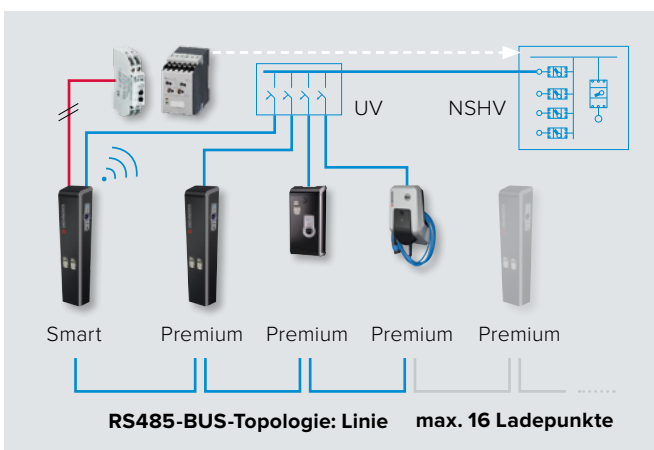 UV
NSHV
Smart
Premium
Premium
Premium
Premium
RS485-BUS-Topologie: Linie
max. 16 Ladepunkte